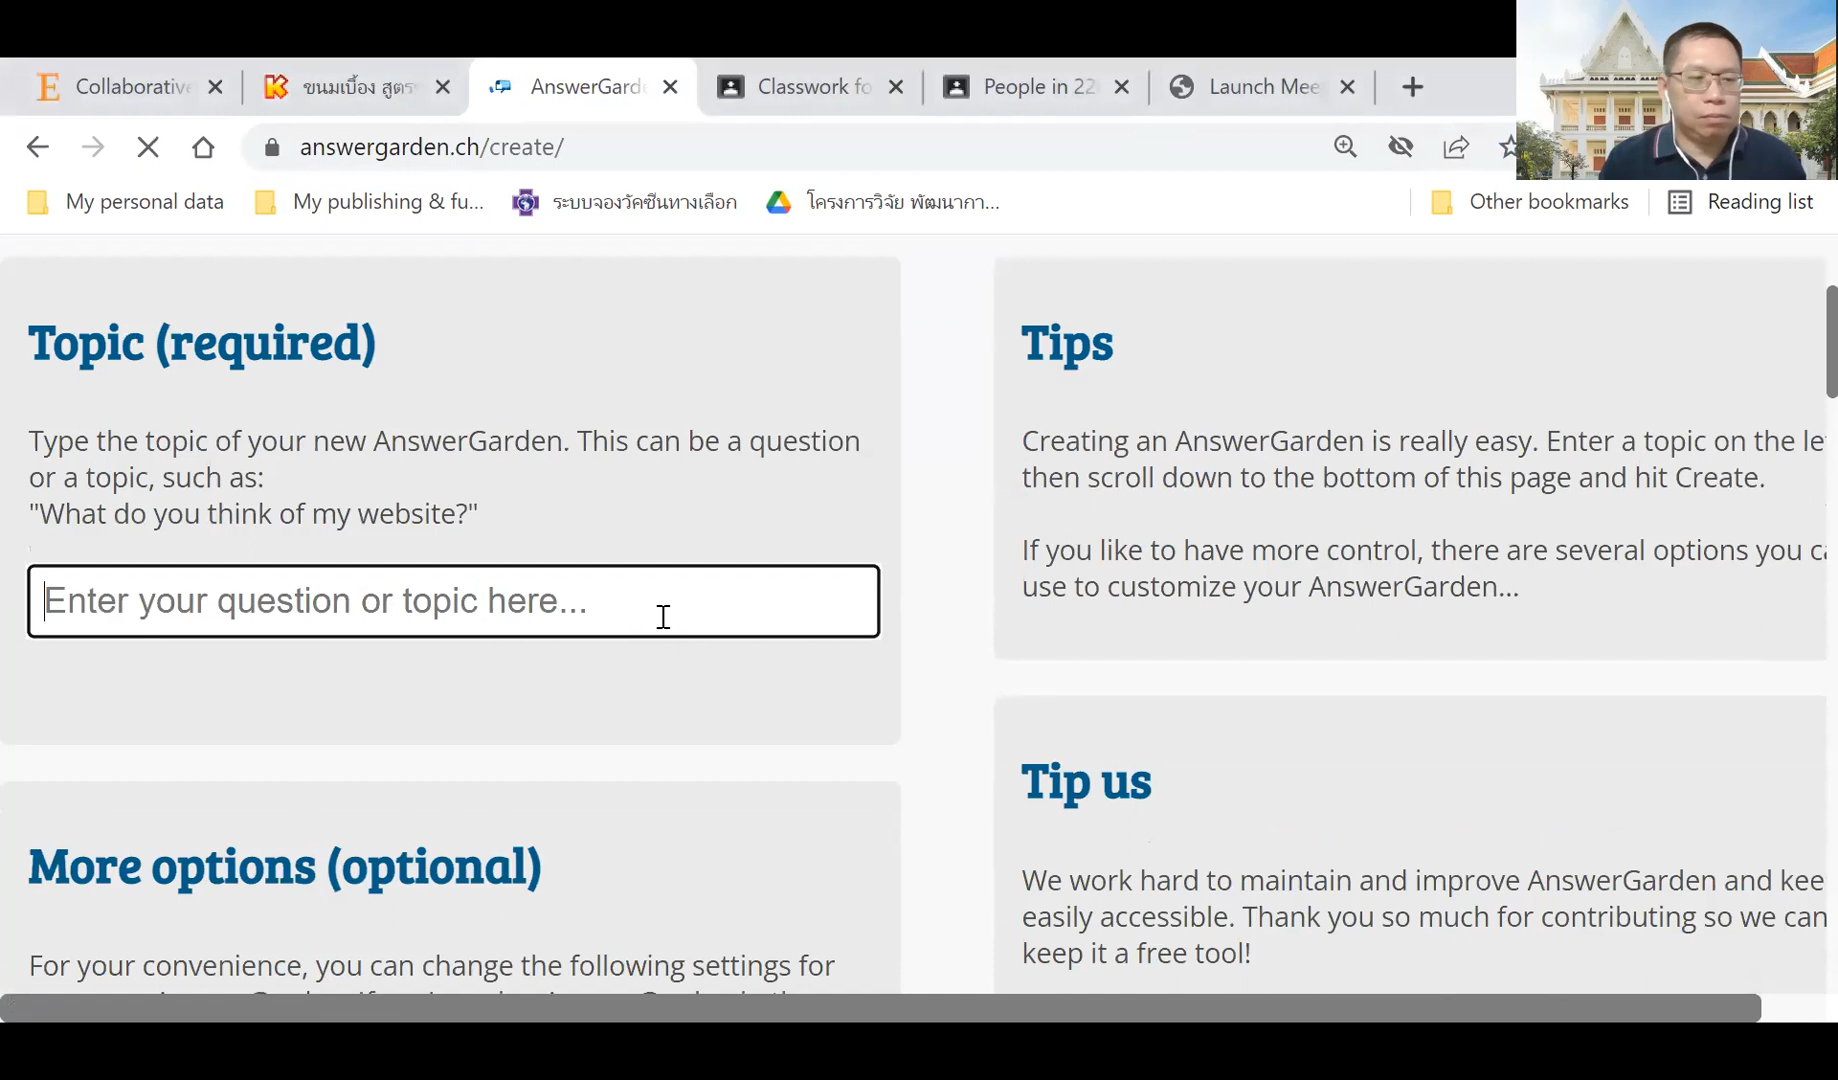 Collaborative
ขนมเบื้อง สูตร
AnswerGard
Classwork fo
People in 22
Launch Mee
answergarden.ch/create/
My personal data
My publishing & fu...
ระบบจองวัคซีนทางเลือก
โครงการวิจัย พัฒนากา...
Other bookmarks
Reading list
Topic (required)
Type the topic of your new AnswerGarden. This can be a question
or a topic, such as:
"What do you think of my website?"
Enter your question or topic here...
More options (optional)
For your convenience, you can change the following settings for
Tips
Creating an AnswerGarden is really easy. Enter a topic on the le
then scroll down to the bottom of this page and hit Create.
If you like to have more control, there are several options you ca
use to customize your AnswerGarden...
Tip us
We work hard to maintain and improve AnswerGarden and kee
easily accessible. Thank you so much for contributing so we can
keep it a free tool!